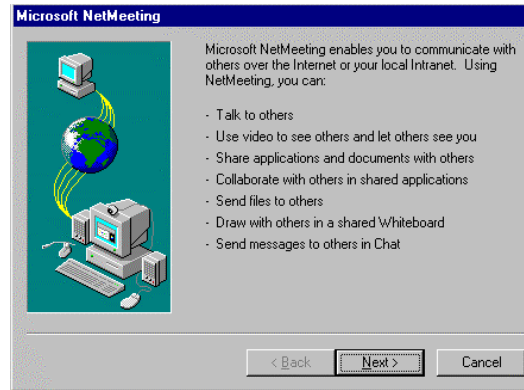 Microsoft NetMeeting
Microsoft NetMeeting enables you to communicate with
others over the Internet or your local Intranet. Using
NetMeeting, you can:
- Talk to others
- Use video to see others and let others see you
- Share applications and documents with others
- Collaborate with others in shared applications
- Send files to others
- Draw with others in a shared Whiteboard
- Send messages to others in Chat
< Back Next > Cancel